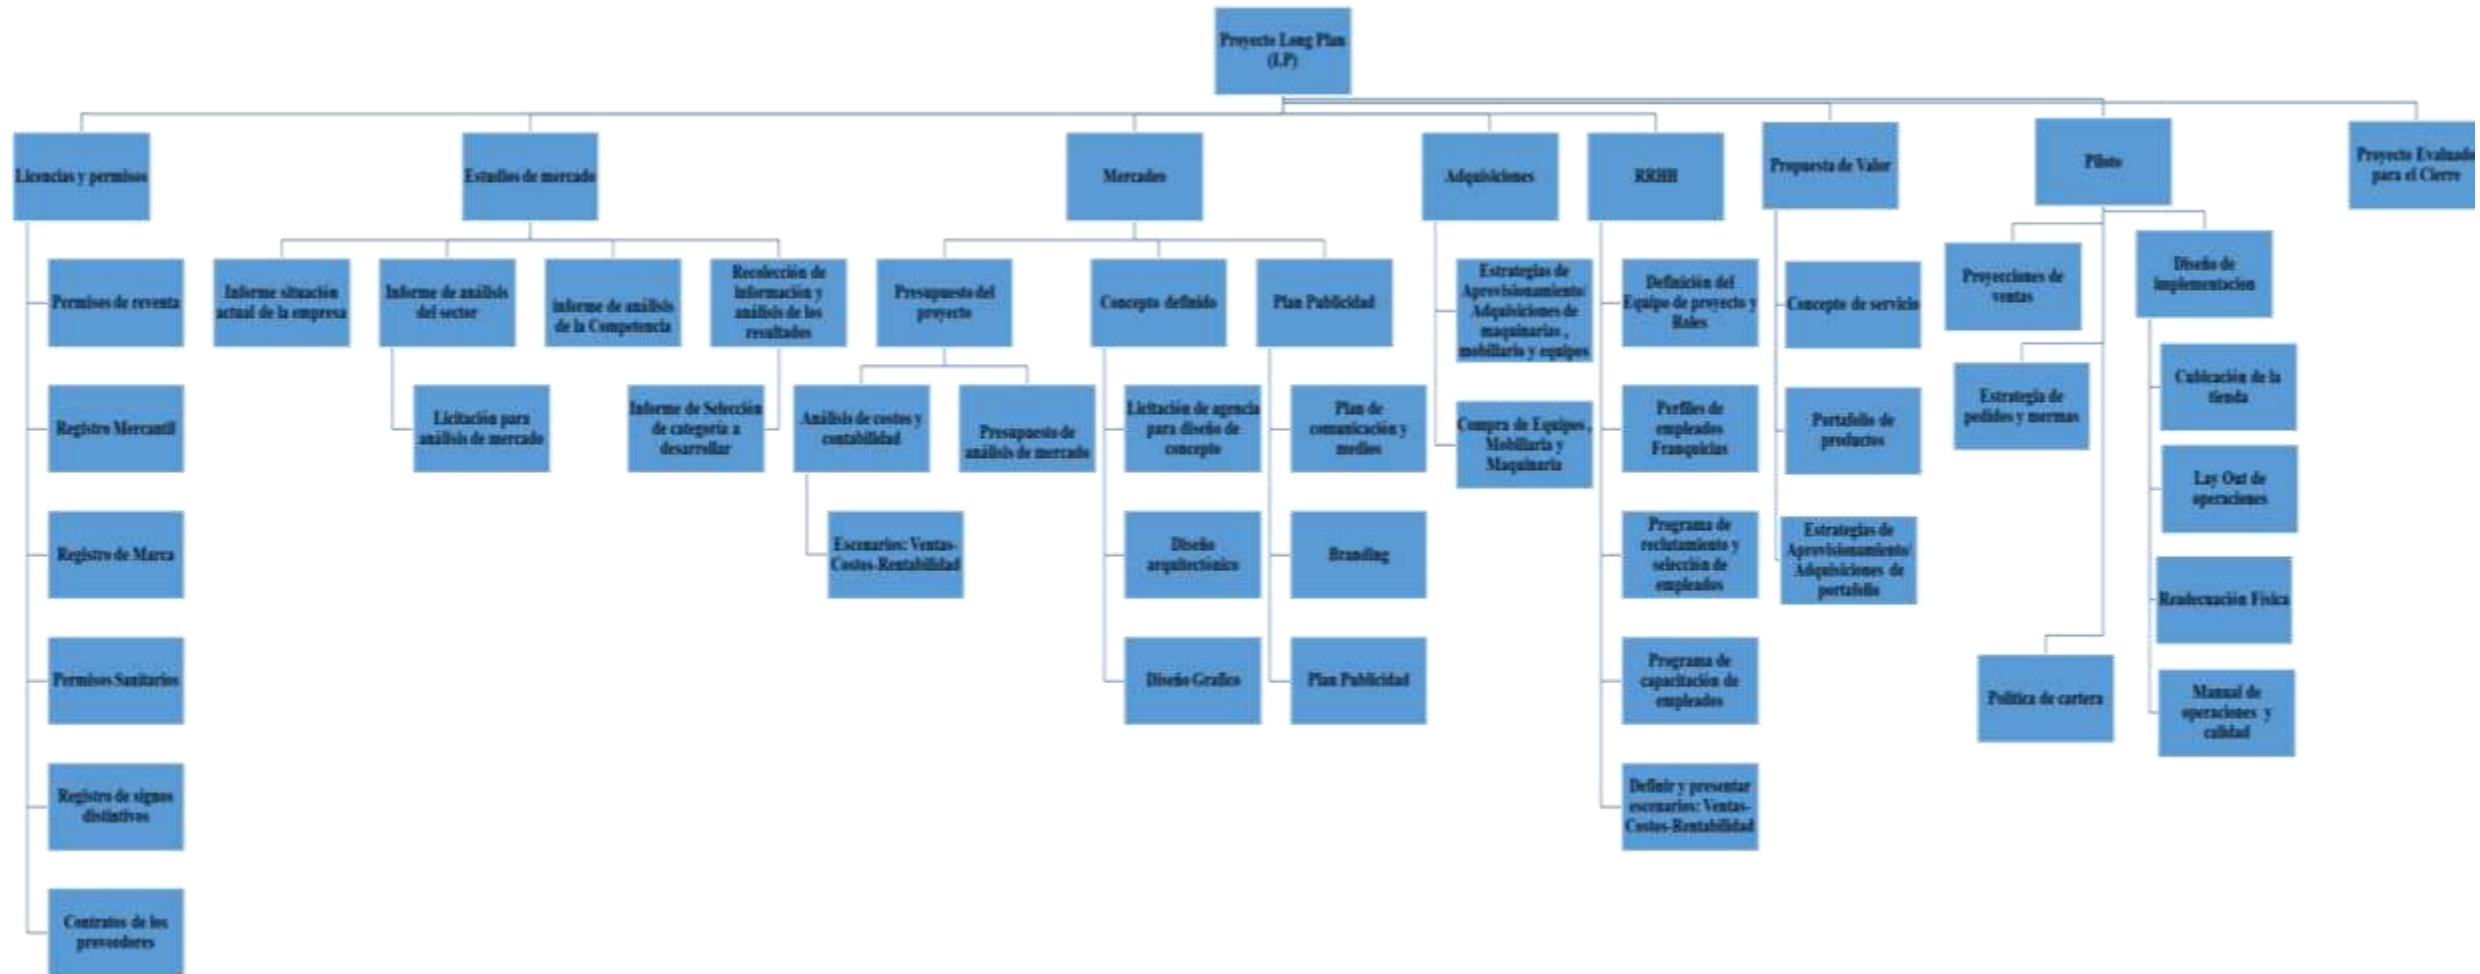 Proyecto Long Plan
(LP)
Licencias y permisos
Estudios de mercado
Mercadeo
Adquisiciones
RRHH
Propuesta de Valor
Piloto
Proyecto Evaluado
para el Cierre
Permisos de reventa
Registro Mercantil
Registro de Marca
Permisos Sanitarios
Registro de signos
distintivos
Contratos de los
proveedores
Informe situación
actual de la empresa
Informe de análisis
del sector
Licitación para
análisis de mercado
informe de análisis
de la Competencia
Recolección de
información y
análisis de los
resultados
Informe de Selección
de categoría a
desarrollar
Presupuesto del
proyecto
Análisis de costos y
contabilidad
Escenarios: Ventas-
Costos-Rentabilidad
Presupuesto de
análisis de mercado
Concepto definido
Licitación de agencia
para diseño de
concepto
Diseño
arquitectónico
Diseño Grafico
Plan Publicidad
Plan de
comunicación y
medios
Branding
Plan Publicidad
Estrategias de
Aprovisionamiento/
Adquisiciones de
maquinarias ,
mobiliario y equipos
Compra de Equipos ,
Mobiliaria y
Maquinaria
Definición del
Equipo de proyecto y
Roles
Perfiles de
empleados
Franquicias
Programa de
reclutamiento y
selección de
empleados
Programa de
capacitación de
empleados
Definir y presentar
escenarios: Ventas-
Costos-Rentabilidad
Concepto de servicio
Portafolio de
productos
Estrategias de
Aprovisionamiento/
Adquisiciones de
portafolio
Proyecciones de
ventas
Estrategia de
pedidos y mermas
Política de cartera
Diseño de
implementacion
Cubicación de la
tienda
Lay Out de
operaciones
Readecuación Física
Manual de
operaciones y
calidad